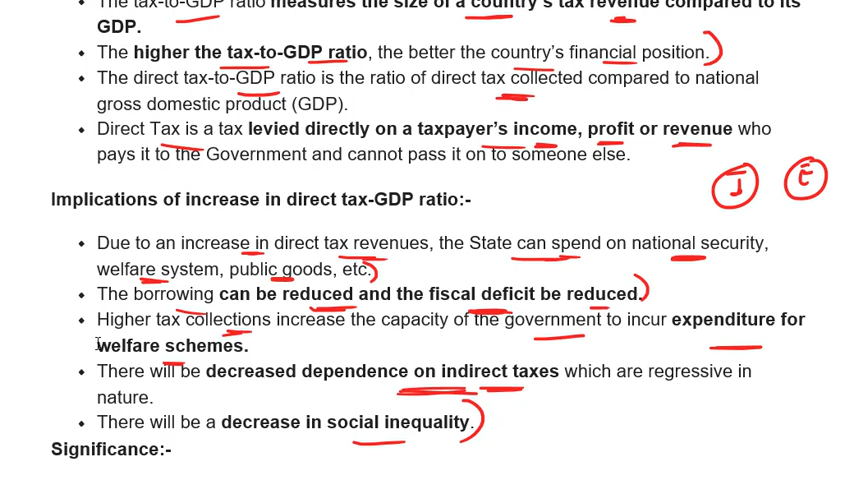 The tax-to-GDP ratio measures the size of a country's tax revenue compared to its
GDP.
The higher the tax-to-GDP ratio, the better the country's financial position.
The direct tax-to-GDP ratio is the ratio of direct tax collected compared to national
gross domestic product (GDP).
Direct Tax is a tax levied directly on a taxpayer's income, profit or revenue who
pays it to the Government and cannot pass it on to someone else.
I E
Implications of increase in direct tax-GDP ratio:-
Due to an increase in direct tax revenues, the State can spend on national security,
welfare system, public goods, etc.
The borrowing can be reduced and the fiscal deficit be reduced.
Higher tax collections increase the capacity of the government to incur expenditure for
welfare schemes.
There will be decreased dependence on indirect taxes which are regressive in
nature.
There will be a decrease in social inequality.
Significance:-